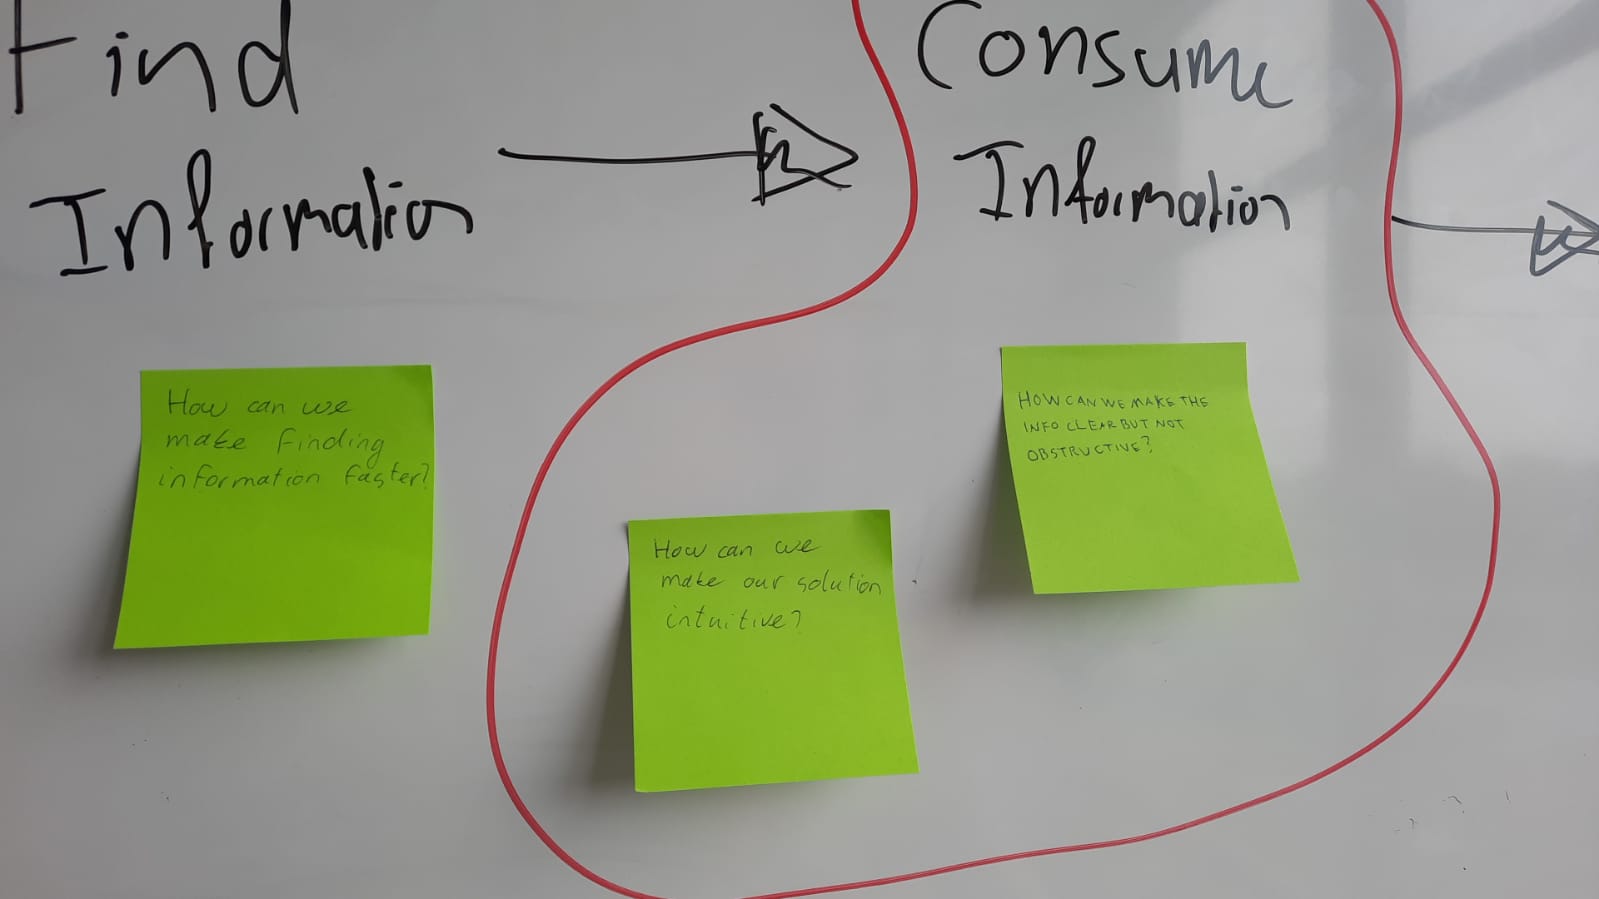 Find
Information
Consume
Information
How can we
make finding
information faster?
How can we
make our solution
intuitive?
HOW CAN WE MAKE THE
INFO CLEAR BUT NOT
OBSTRUCTIVE?